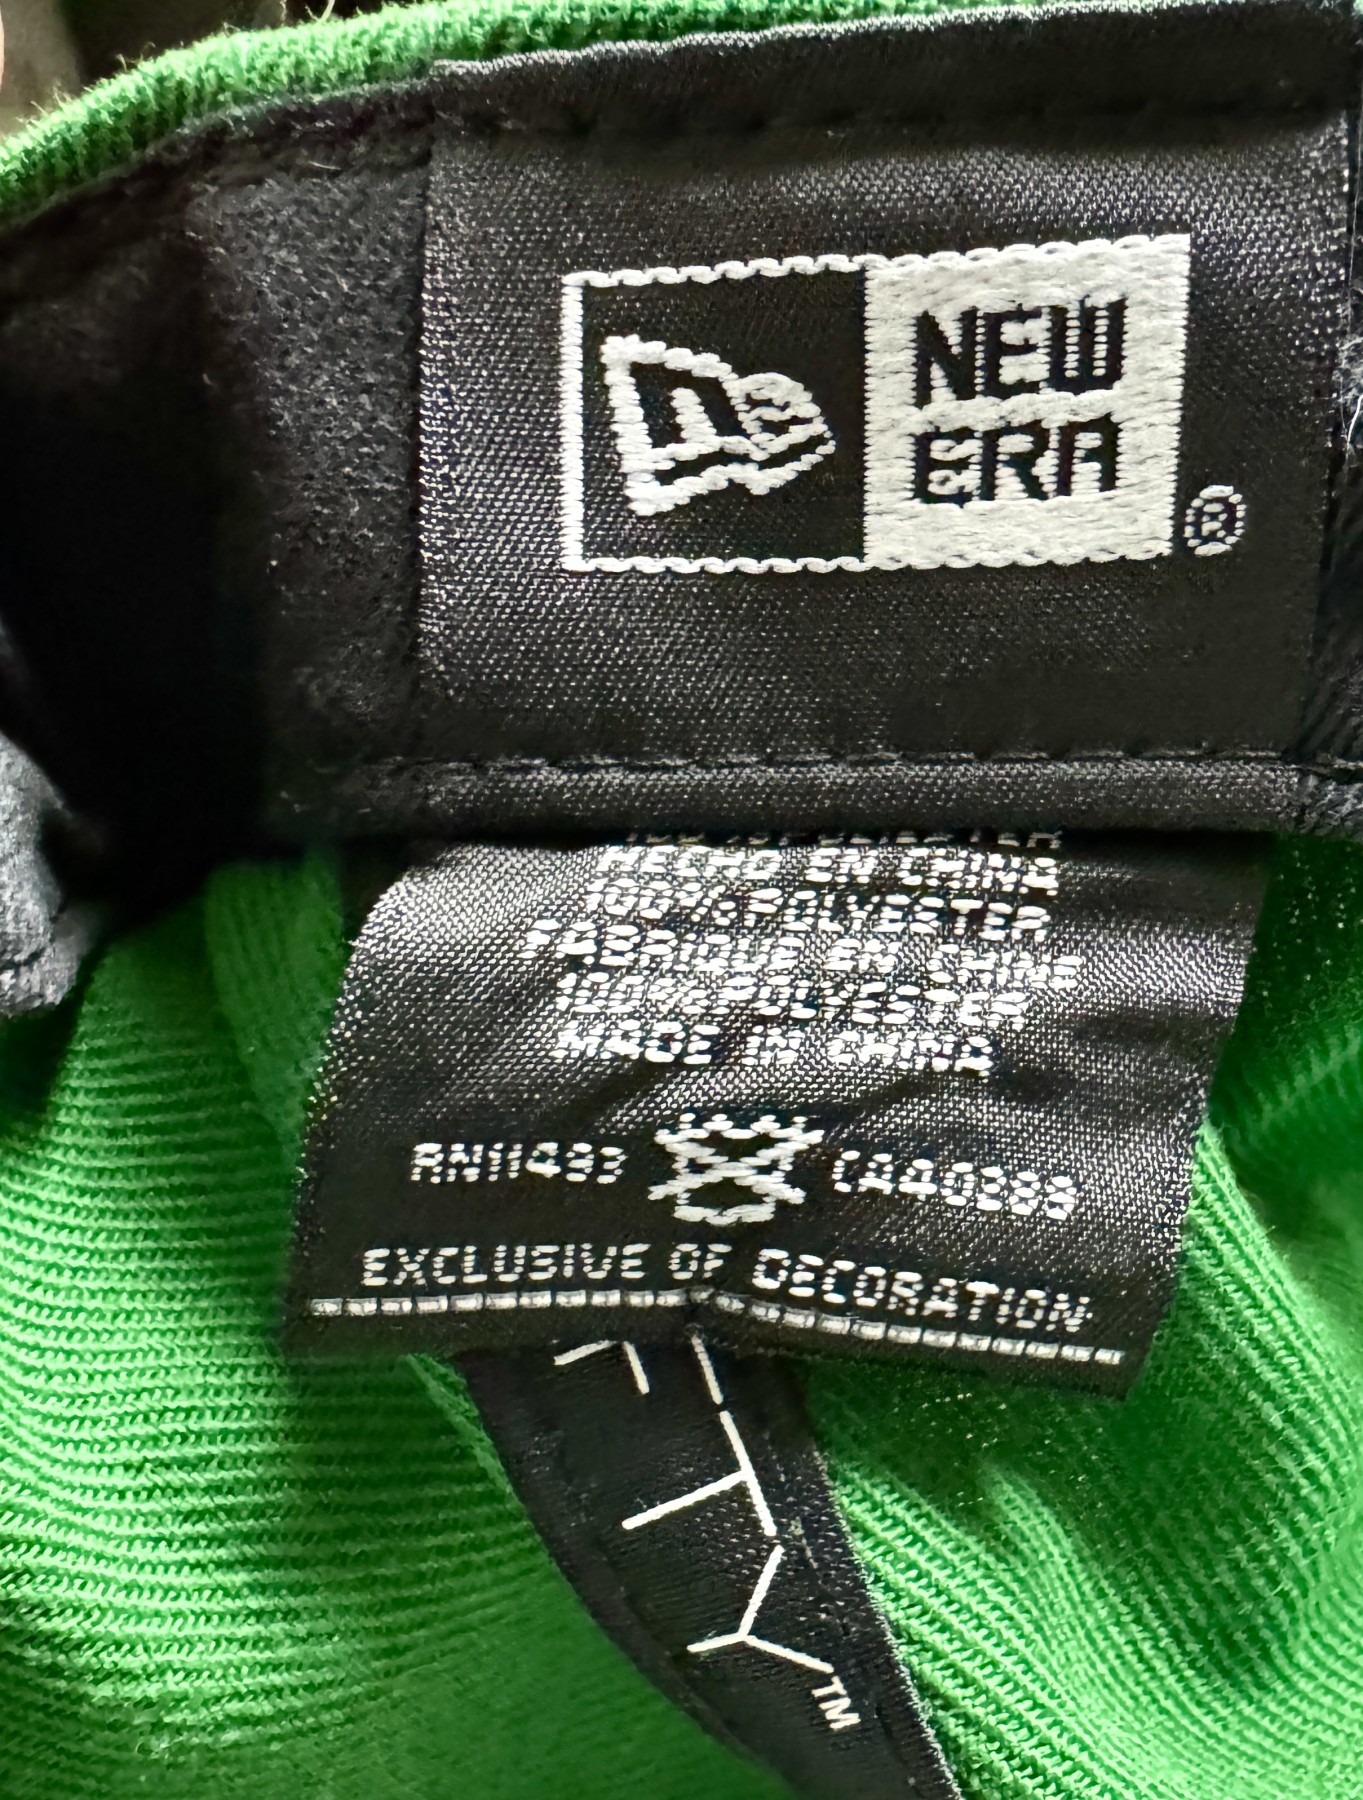 NEW
ERA
®
HECHO EN CHINA
100% POLYESTER
FABRIQUE EN CHINE
100% POLYESTER
MADE IN CHINA
RN11493 CA40888
EXCLUSIVE OF DECORATION
TY™